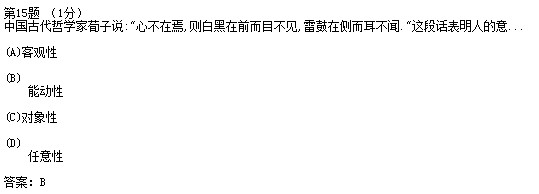 第15题 （1分）
中国古代哲学家荀子说:“心不在焉,则白黑在前而目不见,雷鼓在侧而耳不闻.“这段话表明人的意...
(A)客观性
(B)
能动性
(C)对象性
(D)
任意性
答案: B